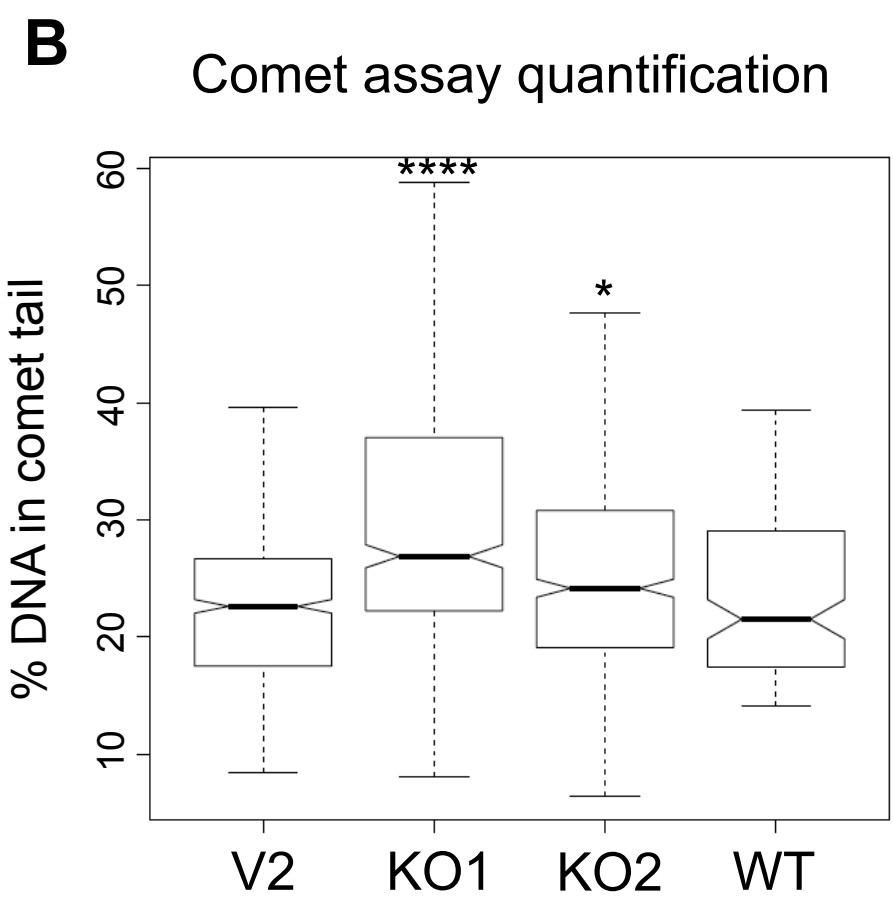 B
Comet assay quantification
% DNA in comet tail
60
50
40
30
20
10
****
*
V2 KO1 KO2 WT